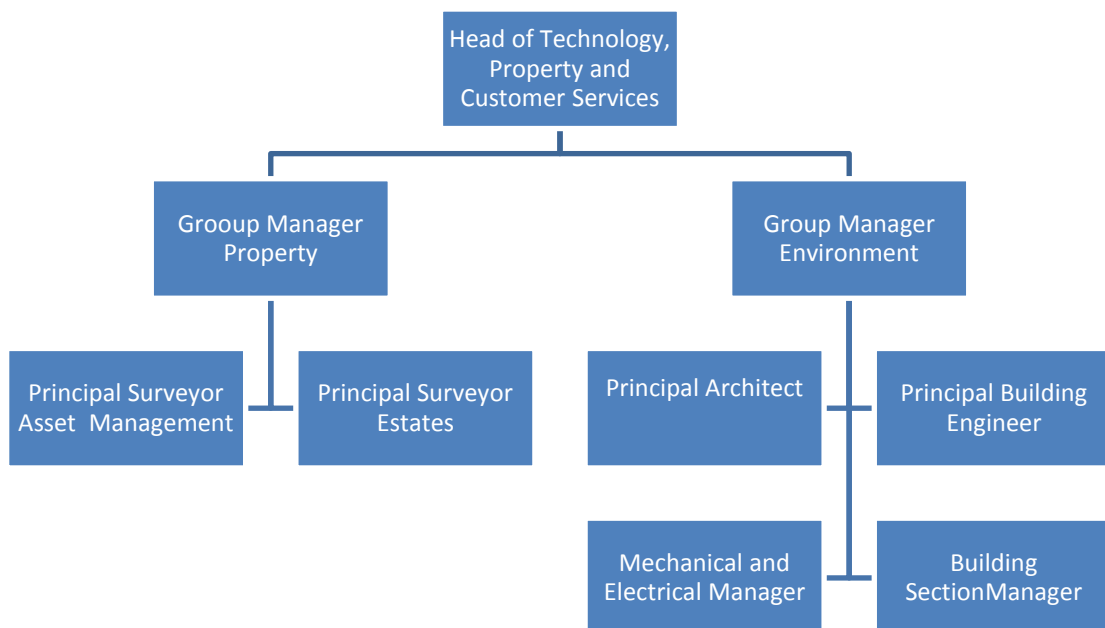 Head of Technology,
Property and
Customer Services
Grooup Manager
Property
Group Manager
Environment
Principal Surveyor
Asset  Management
Principal Surveyor
Estates
Principal Architect
Principal Building
Engineer
Mechanical and
Electrical Manager
Building
SectionManager